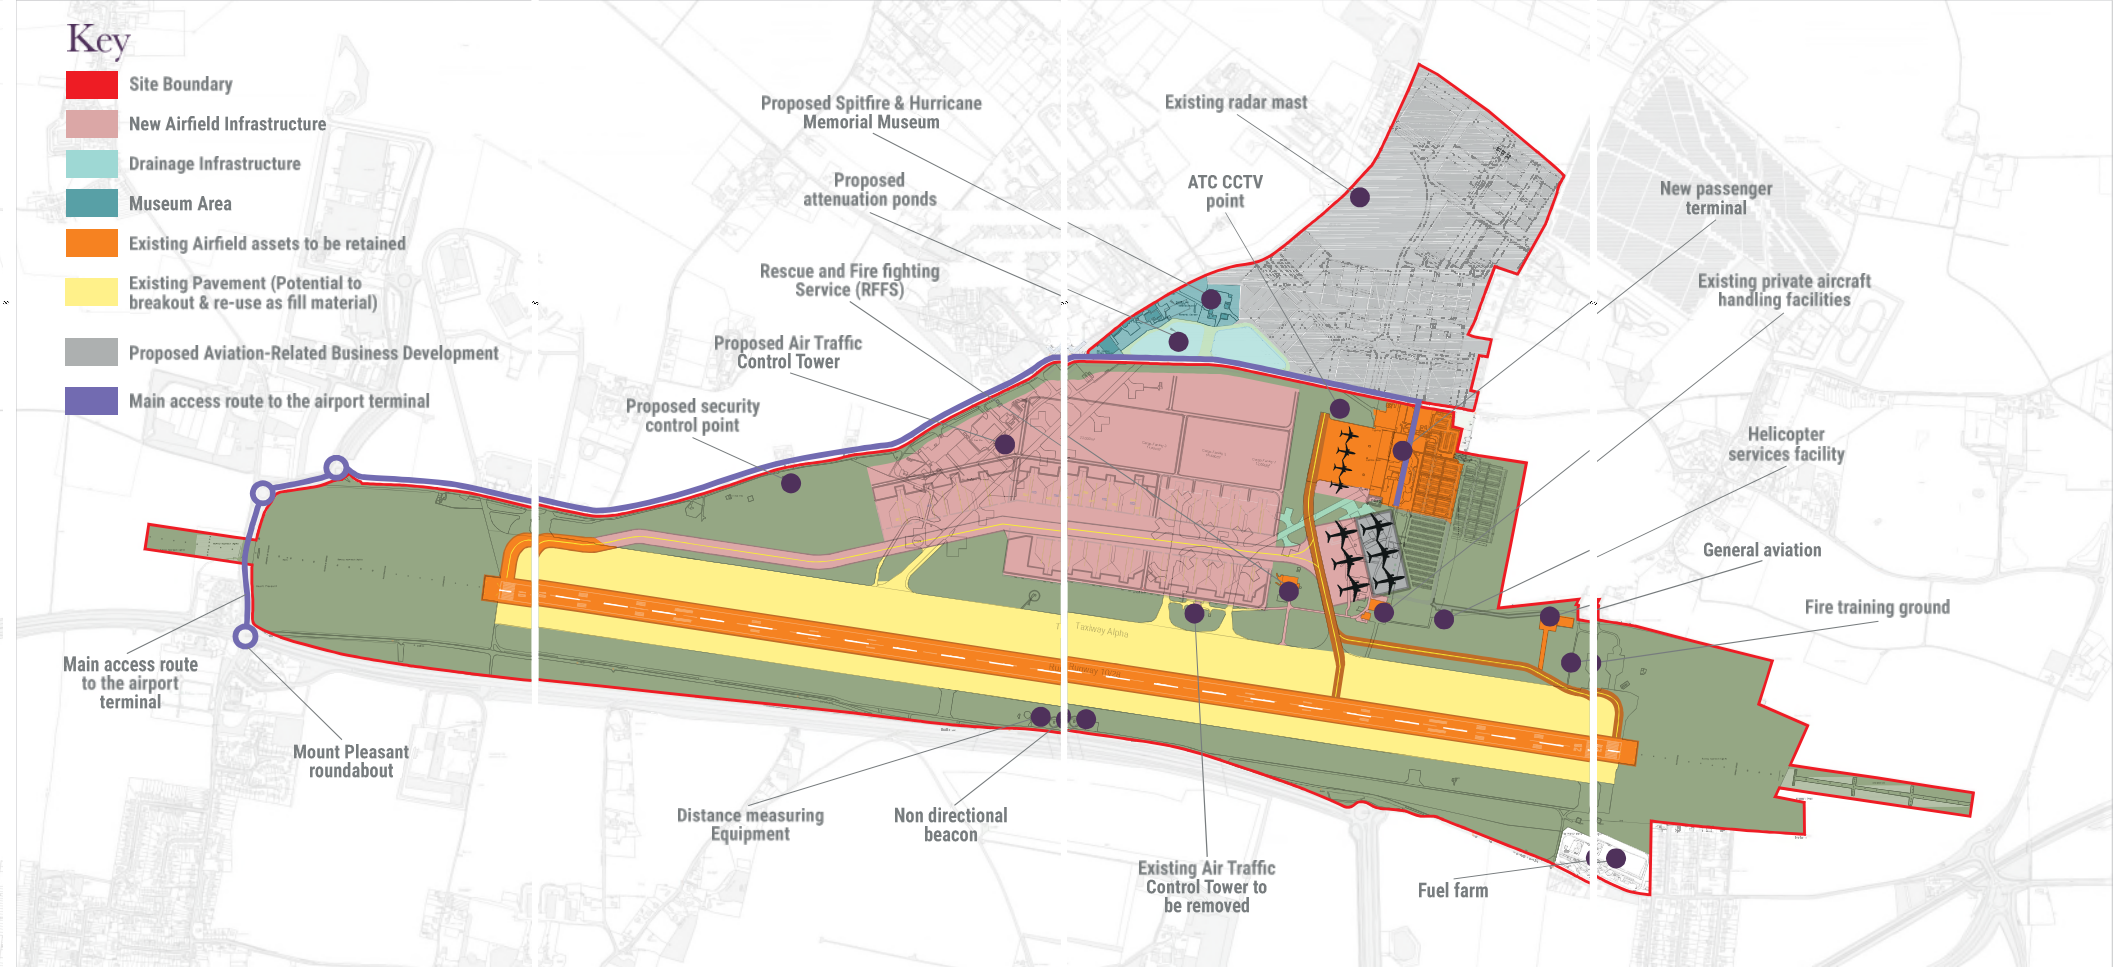 Key
Site Boundary
New Airfield Infrastructure
Drainage Infrastructure
Museum Area
Existing Airfield assets to be retained
Existing Pavement (Potential to
breakout & re-use as fill material)
Proposed Aviation-Related Business Development
Main access route to the airport terminal
Proposed Spitfire & Hurricane
Memorial Museum
Existing radar mast
Proposed
attenuation ponds
ATC CCTV
point
New passenger
terminal
Rescue and Fire fighting
Service (RFFS)
Existing private aircraft
handling facilities
Proposed Air Traffic
Control Tower
Proposed security
control point
Helicopter
services facility
General aviation
Fire training ground
Taxiway Alpha
Main access route
to the airport
terminal
Mount Pleasant
roundabout
Distance measuring
Equipment
Non directional
beacon
Existing Air Traffic
Control Tower to
be removed
Fuel farm